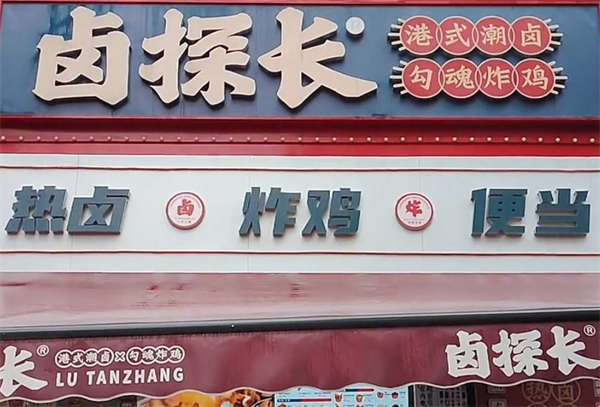 卤探长®
港式潮卤
勾魂炸鸡
热卤 卤 炸鸡 炸 便当
长® 港式潮卤 勾魂炸鸡
LU TANZHANG
卤探长®